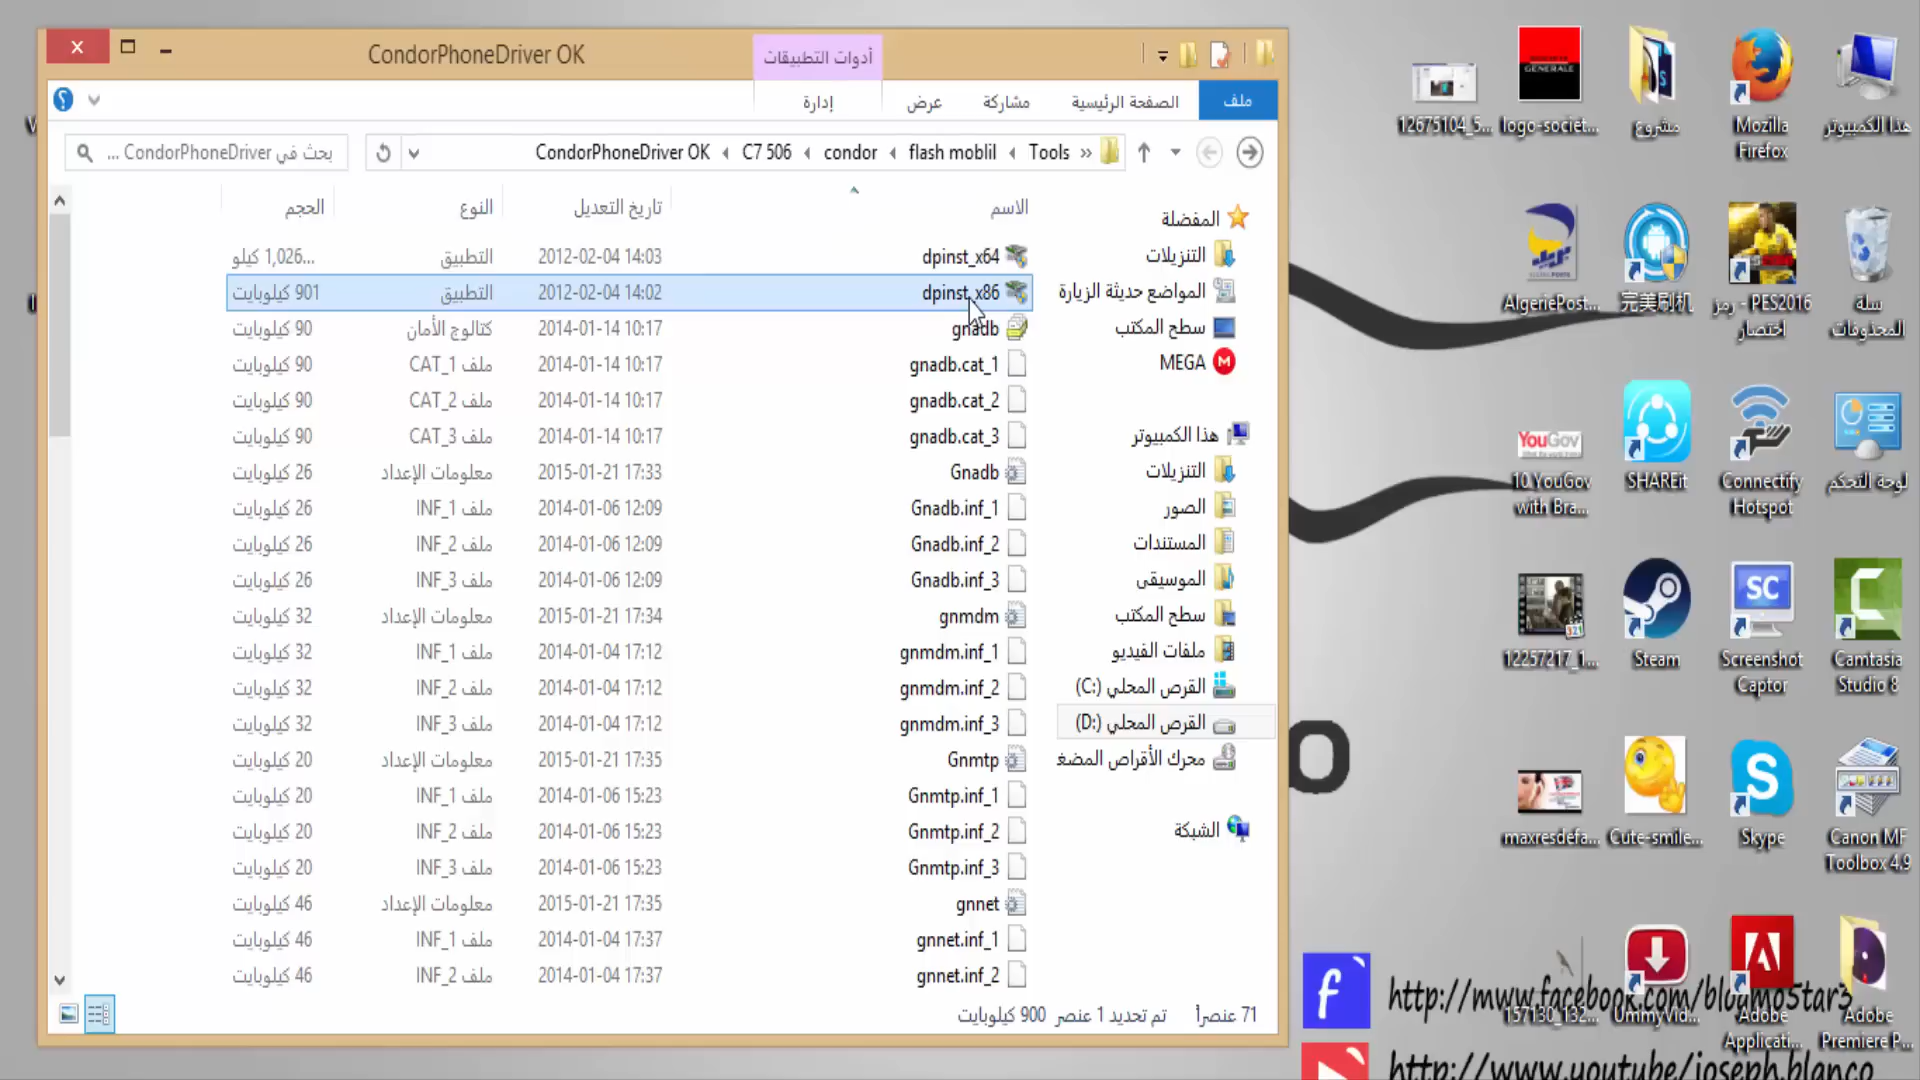 CondorPhoneDriver OK
أدوات التطبيقات
ملف
الصفحة الرئيسية
مشاركة
عرض
إدارة
Tools
flash moblil
condor
C7 506
CondorPhoneDriver OK
بحث في CondorPhoneDriver ...
الاسم
تاريخ التعديل
النوع
الحجم
dpinst_x64 2012-02-04 14:03 التطبيق 1,026 كيلو...
dpinst_x86 2012-02-04 14:02 التطبيق 901 كيلوبايت
gnadb 2014-01-14 10:17 كتالوج الأمان 90 كيلوبايت
gnadb.cat_1 2014-01-14 10:17 ملف CAT_1 90 كيلوبايت
gnadb.cat_2 2014-01-14 10:17 ملف CAT_2 90 كيلوبايت
gnadb.cat_3 2014-01-14 10:17 ملف CAT_3 90 كيلوبايت
Gnadb 2015-01-21 17:33 معلومات الإعداد 26 كيلوبايت
Gnadb.inf_1 2014-01-06 12:09 ملف INF_1 26 كيلوبايت
Gnadb.inf_2 2014-01-06 12:09 ملف INF_2 26 كيلوبايت
Gnadb.inf_3 2014-01-06 12:09 ملف INF_3 26 كيلوبايت
gnmdm 2015-01-21 17:34 معلومات الإعداد 32 كيلوبايت
gnmdm.inf_1 2014-01-04 17:12 ملف INF_1 32 كيلوبايت
gnmdm.inf_2 2014-01-04 17:12 ملف INF_2 32 كيلوبايت
gnmdm.inf_3 2014-01-04 17:12 ملف INF_3 32 كيلوبايت
Gnmtp 2015-01-21 17:35 معلومات الإعداد 20 كيلوبايت
Gnmtp.inf_1 2014-01-06 15:23 ملف INF_1 20 كيلوبايت
Gnmtp.inf_2 2014-01-06 15:23 ملف INF_2 20 كيلوبايت
Gnmtp.inf_3 2014-01-06 15:23 ملف INF_3 20 كيلوبايت
gnnet 2015-01-21 17:35 معلومات الإعداد 46 كيلوبايت
gnnet.inf_1 2014-01-04 17:37 ملف INF_1 46 كيلوبايت
gnnet.inf_2 2014-01-04 17:37 ملف INF_2 46 كيلوبايت
المفضلة
التنزيلات
المواضع حديثة الزيارة
سطح المكتب
MEGA
هذا الكمبيوتر
التنزيلات
الصور
المستندات
الموسيقى
سطح المكتب
ملفات الفيديو
القرص المحلي (C:)
القرص المحلي (D:)
محرك الأقراص المضغ
الشبكة
71 عنصراً
تم تحديد 1 عنصر 900 كيلوبايت
هذا الكمبيوتر
Mozilla
Firefox
مشروع
GENERALE
logo-societ...
12675104_5...
سلة
المحذوفات
PES2016 - رمز
اختصار
完美刷机
AlgeriePost...
لوحة التحكم
Connectify
Hotspot
SHAREit
YouGov
10 YouGov
with Bra...
Camtasia
Studio 8
SC
Screenshot
Captor
Steam
321
12257217_1...
Canon MF
Toolbox 4.9
Skype
Cute-smile...
maxresdefa...
Adobe
Premiere P...
Adobe
Applicati...
UmmyVid...
157130_132...
http://mww.facebook.com/blogmo5tar3
http://www.youtube/joseph.blanco